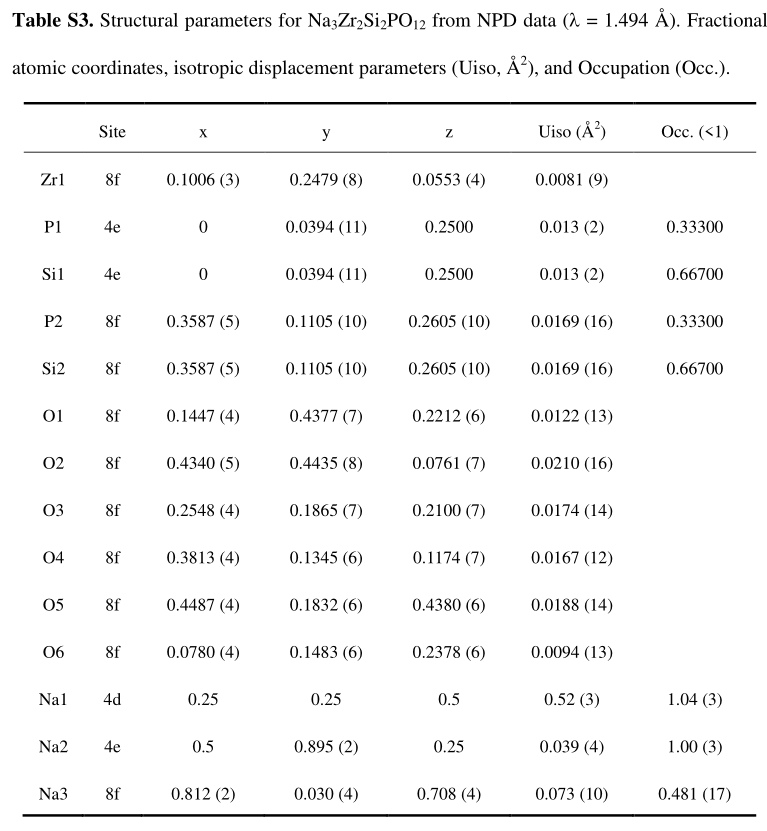 Table S3. Structural parameters for Na₃Zr₂Si₂PO₁₂ from NPD data (λ = 1.494 Å). Fractional
atomic coordinates, isotropic displacement parameters (Uiso, Å²), and Occupation (Occ.).
Site x y z Uiso (Å²) Occ. (<1)
Zr1 8f 0.1006 (3) 0.2479 (8) 0.0553 (4) 0.0081 (9)
P1 4e 0 0.0394 (11) 0.2500 0.013 (2) 0.33300
Si1 4e 0 0.0394 (11) 0.2500 0.013 (2) 0.66700
P2 8f 0.3587 (5) 0.1105 (10) 0.2605 (10) 0.0169 (16) 0.33300
Si2 8f 0.3587 (5) 0.1105 (10) 0.2605 (10) 0.0169 (16) 0.66700
O1 8f 0.1447 (4) 0.4377 (7) 0.2212 (6) 0.0122 (13)
O2 8f 0.4340 (5) 0.4435 (8) 0.0761 (7) 0.0210 (16)
O3 8f 0.2548 (4) 0.1865 (7) 0.2100 (7) 0.0174 (14)
O4 8f 0.3813 (4) 0.1345 (6) 0.1174 (7) 0.0167 (12)
O5 8f 0.4487 (4) 0.1832 (6) 0.4380 (6) 0.0188 (14)
O6 8f 0.0780 (4) 0.1483 (6) 0.2378 (6) 0.0094 (13)
Na1 4d 0.25 0.25 0.5 0.52 (3) 1.04 (3)
Na2 4e 0.5 0.895 (2) 0.25 0.039 (4) 1.00 (3)
Na3 8f 0.812 (2) 0.030 (4) 0.708 (4) 0.073 (10) 0.481 (17)